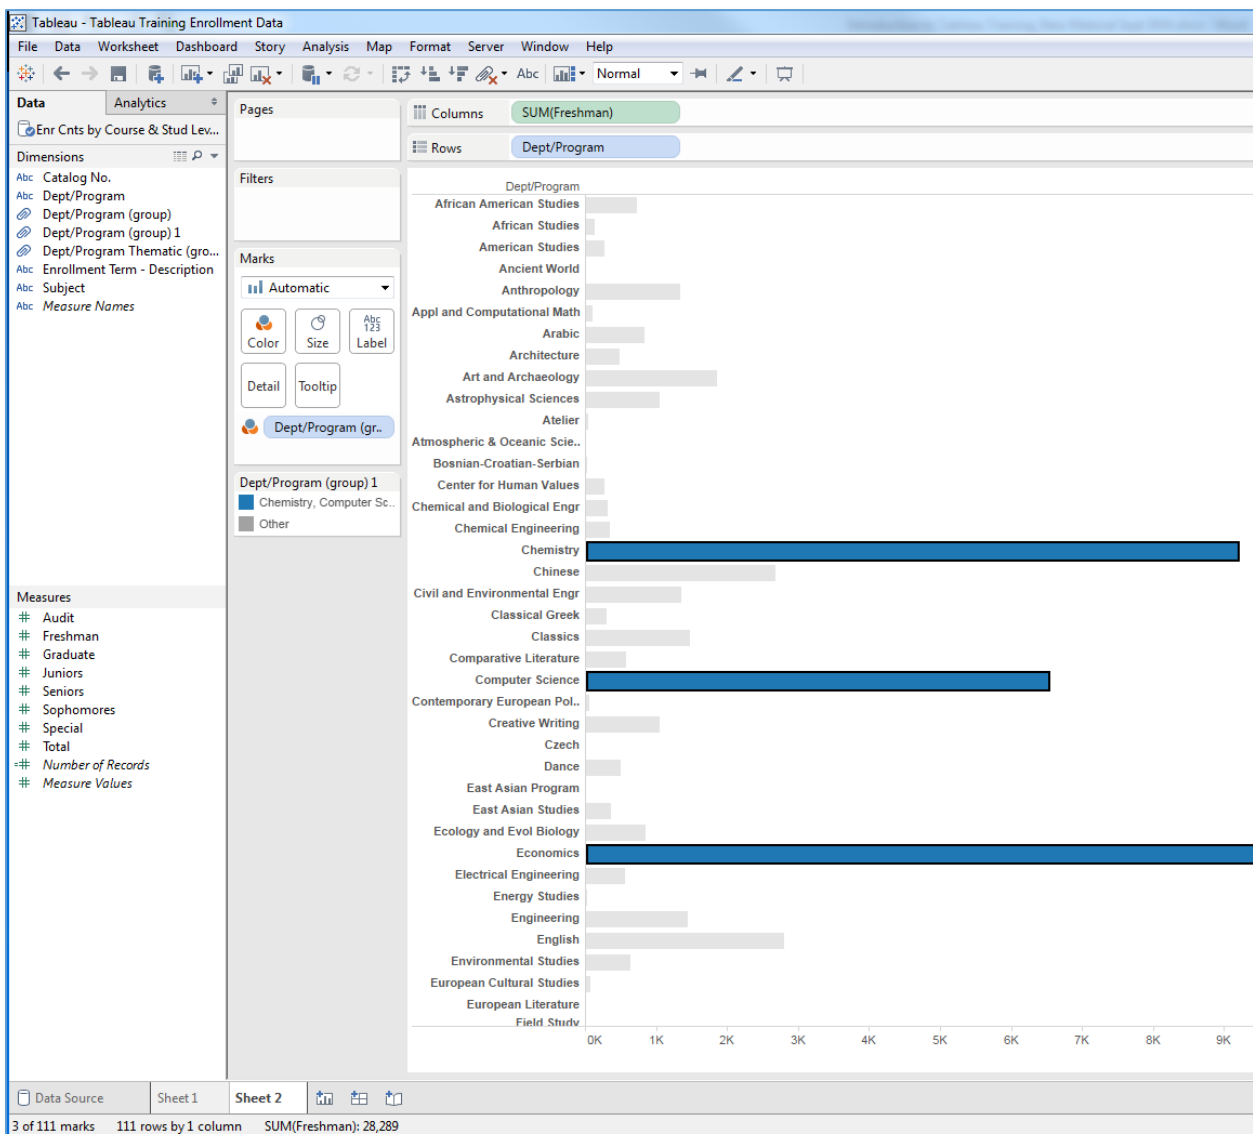 Tableau - Tableau Training Enrollment Data
File Data Worksheet Dashboard Story Analysis Map Format Server Window Help
Abc Normal
Data Analytics
Enr Cnts by Course & Stud Lev...
Dimensions
Abc Catalog No.
Abc Dept/Program
Dept/Program (group)
Dept/Program (group) 1
Dept/Program Thematic (gro...
Abc Enrollment Term - Description
Abc Subject
Abc Measure Names
Measures
# Audit
# Freshman
# Graduate
# Juniors
# Seniors
# Sophomores
# Special
# Total
=# Number of Records
# Measure Values
Pages
Filters
Marks
Automatic
Color Size Abc 123 Label
Detail Tooltip
Dept/Program (gr..
Dept/Program (group) 1
Chemistry, Computer Sc..
Other
Columns SUM(Freshman)
Rows Dept/Program
Dept/Program
African American Studies
African Studies
American Studies
Ancient World
Anthropology
Appl and Computational Math
Arabic
Architecture
Art and Archaeology
Astrophysical Sciences
Atelier
Atmospheric & Oceanic Scie..
Bosnian-Croatian-Serbian
Center for Human Values
Chemical and Biological Engr
Chemical Engineering
Chemistry
Chinese
Civil and Environmental Engr
Classical Greek
Classics
Comparative Literature
Computer Science
Contemporary European Pol..
Creative Writing
Czech
Dance
East Asian Program
East Asian Studies
Ecology and Evol Biology
Economics
Electrical Engineering
Energy Studies
Engineering
English
Environmental Studies
European Cultural Studies
European Literature
Field Study
0K 1K 2K 3K 4K 5K 6K 7K 8K 9K
Data Source Sheet 1 Sheet 2
3 of 111 marks 111 rows by 1 column SUM(Freshman): 28,289